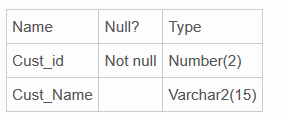 Name Null? Type
Cust_id Not null Number(2)
Cust_Name Varchar2(15)